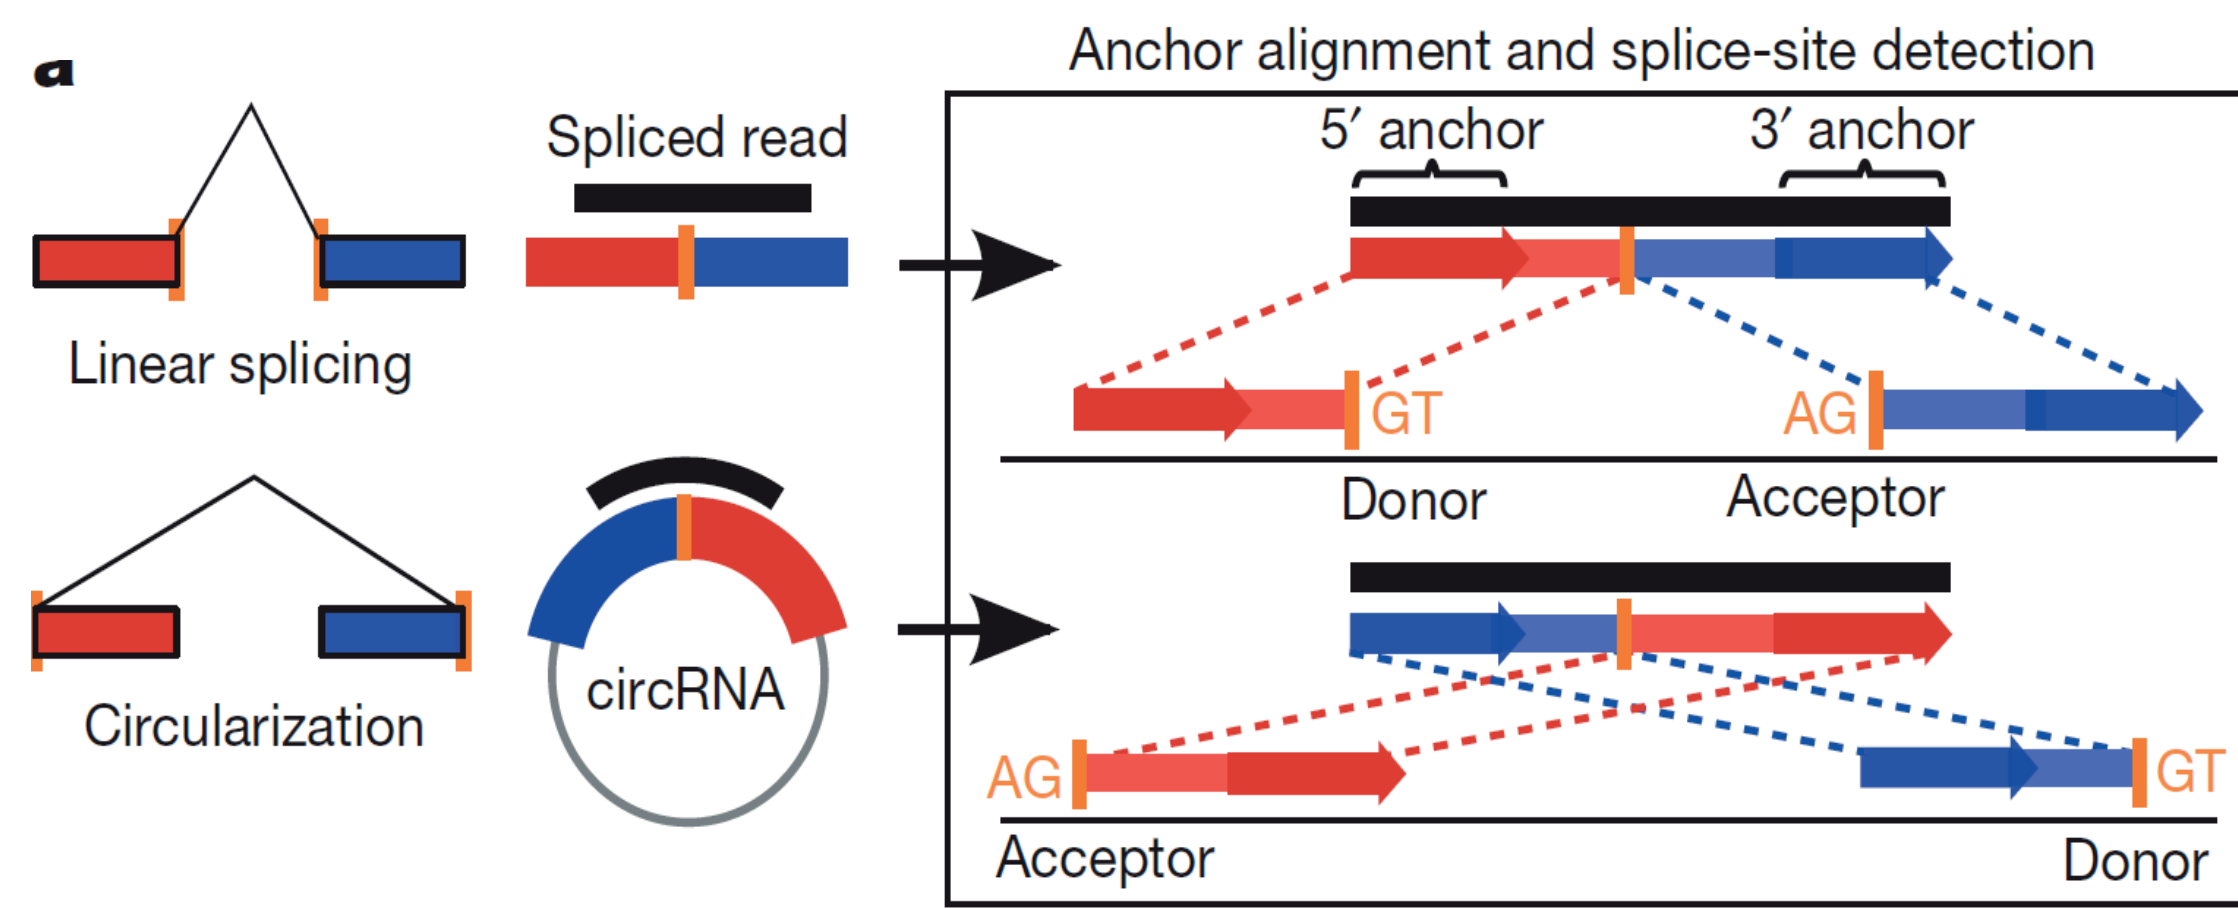 a
Anchor alignment and splice-site detection
Spliced read
5′ anchor
3′ anchor
Linear splicing
GT
AG
Donor
Acceptor
Circularization
circRNA
AG
GT
Acceptor
Donor